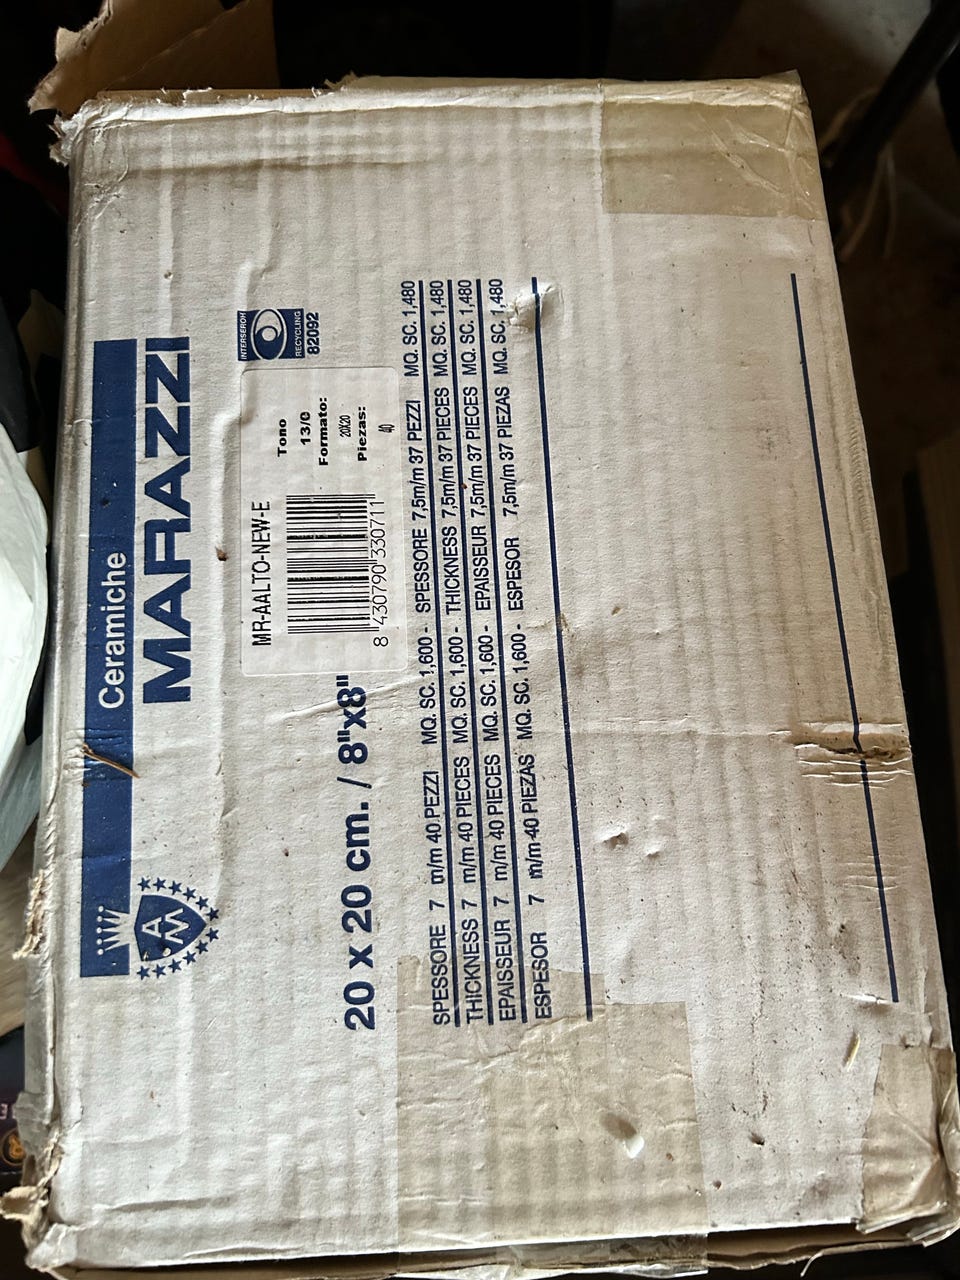 Ceramiche
MARAZZI
AM
INTERSEROH
RECYCLING
82092
20 x 20 cm. / 8"x8"
MR-AALTO-NEW-E
8 430790 330711
Tono
13/0
Formato:
20X20
Piezas:
40
SPESSORE 7 m/m 40 PEZZI MQ. SC. 1,600 - SPESSORE 7,5m/m 37 PEZZI MQ. SC. 1,480
THICKNESS 7 m/m 40 PIECES MQ. SC. 1,600 - THICKNESS 7,5m/m 37 PIECES MQ. SC. 1,480
EPAISSEUR 7 m/m 40 PIECES MQ. SC. 1,600 - EPAISSEUR 7,5m/m 37 PIECES MQ. SC. 1,480
ESPESOR 7 m/m 40 PIEZAS MQ. SC. 1,600 - ESPESOR 7,5m/m 37 PIEZAS MQ. SC. 1,480